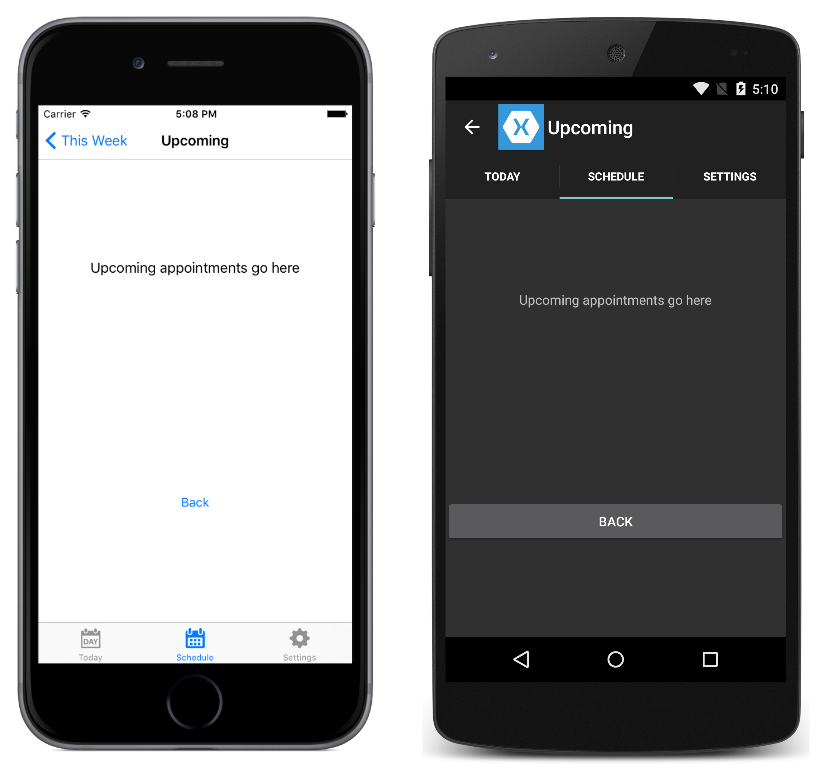 Carrier 5:08 PM
This Week Upcoming
Upcoming appointments go here
Back
DAY
Today Schedule Settings
5:10
X Upcoming
TODAY SCHEDULE SETTINGS
Upcoming appointments go here
BACK